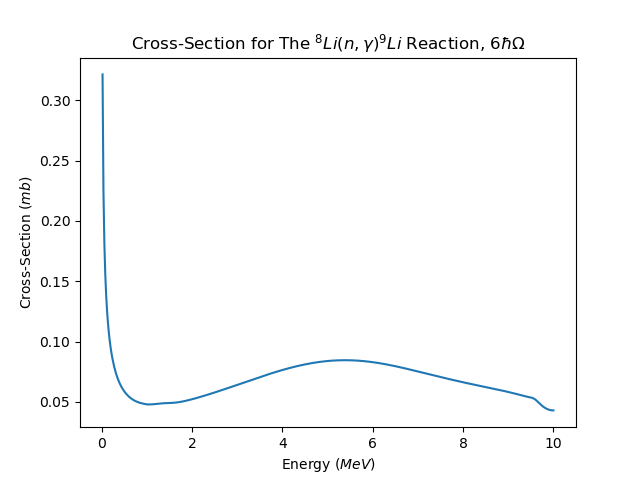 Cross-Section for The ⁸Li(n, γ)⁹Li Reaction, 6ℏΩ
Cross-Section (mb)
0.30
0.25
0.20
0.15
0.10
0.05
0 2 4 6 8 10
Energy (MeV)